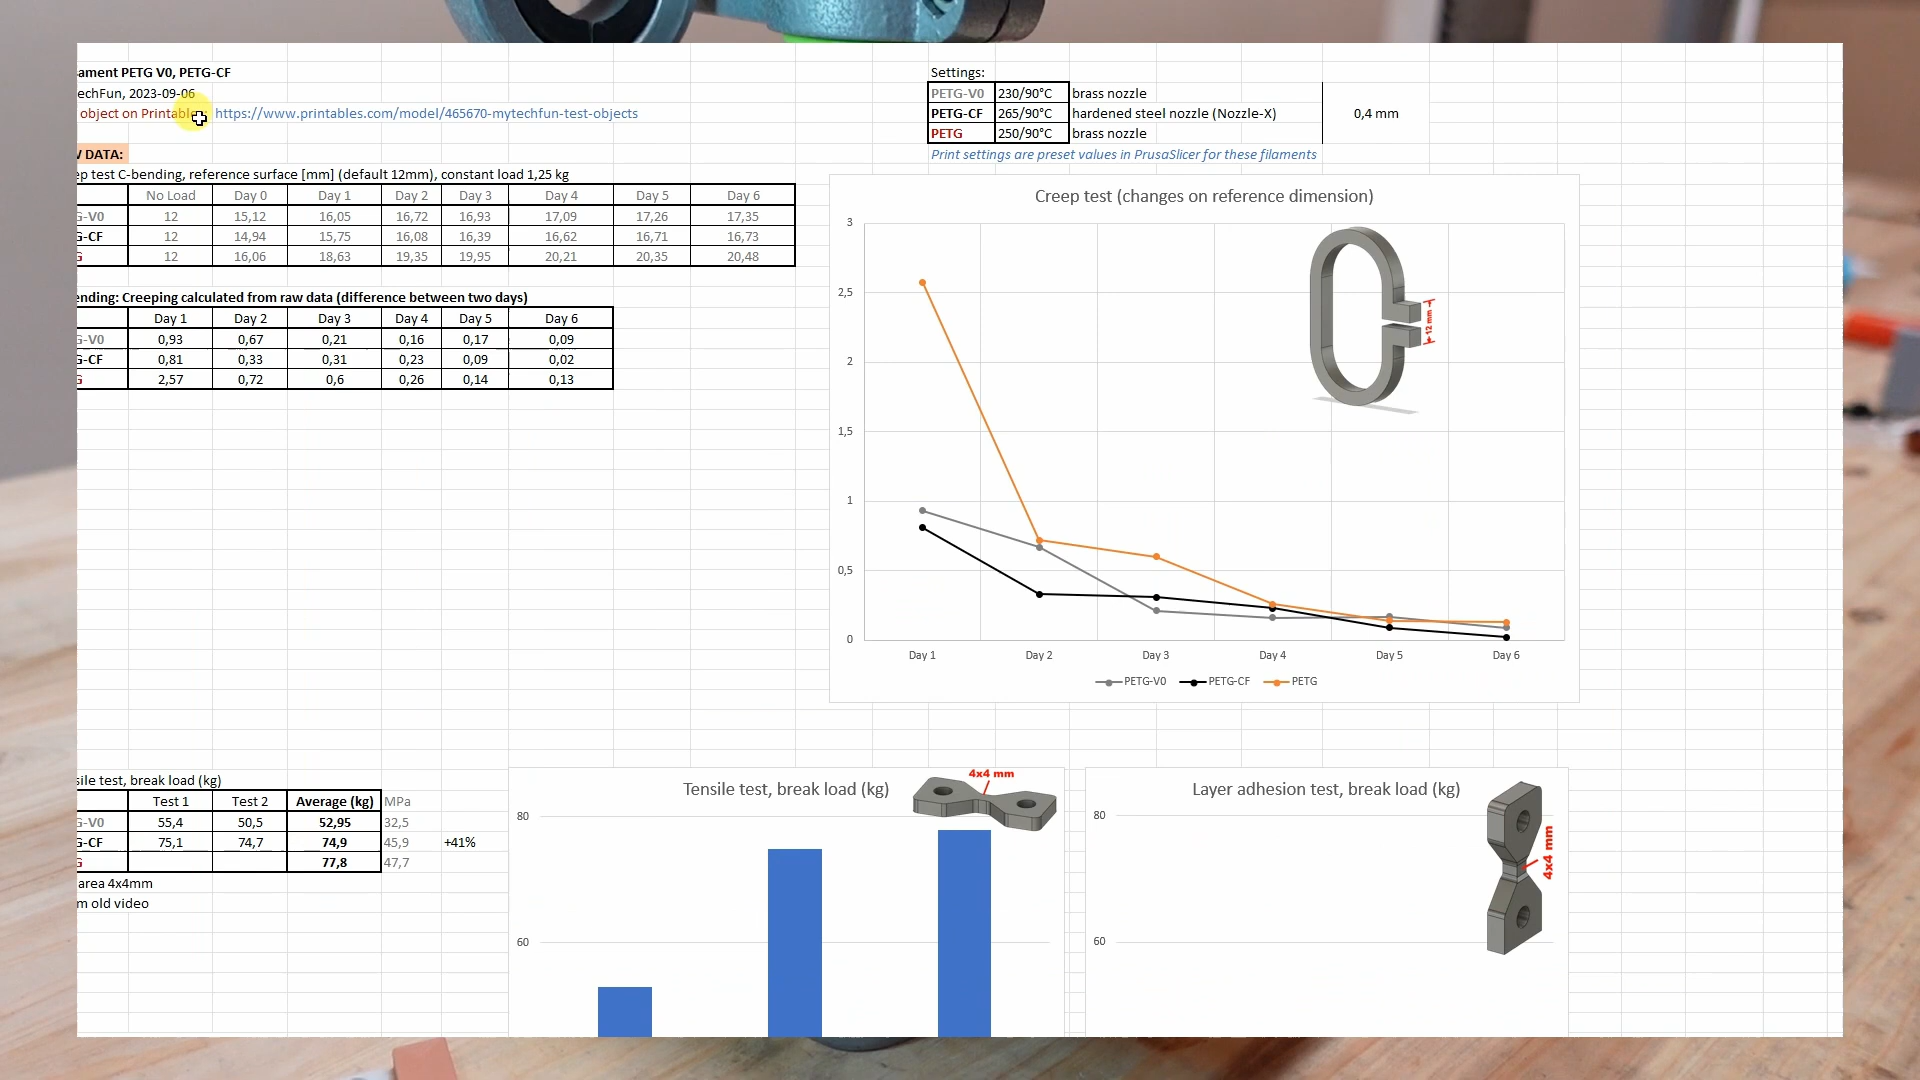 ament PETG V0, PETG-CF
echFun, 2023-09-06
object on Printable https://www.printables.com/model/465670-mytechfun-test-objects
Settings:
PETG-V0 230/90°C brass nozzle
PETG-CF 265/90°C hardened steel nozzle (Nozzle-X) 0,4 mm
PETG 250/90°C brass nozzle
Print settings are preset values in PrusaSlicer for these filaments
DATA:
ep test C-bending, reference surface [mm] (default 12mm), constant load 1,25 kg
No Load Day 0 Day 1 Day 2 Day 3 Day 4 Day 5 Day 6
G-V0 12 15,12 16,05 16,72 16,93 17,09 17,26 17,35
G-CF 12 14,94 15,75 16,08 16,39 16,62 16,71 16,73
G 12 16,06 18,63 19,35 19,95 20,21 20,35 20,48
ending: Creeping calculated from raw data (difference between two days)
Day 1 Day 2 Day 3 Day 4 Day 5 Day 6
G-V0 0,93 0,67 0,21 0,16 0,17 0,09
G-CF 0,81 0,33 0,31 0,23 0,09 0,02
G 2,57 0,72 0,6 0,26 0,14 0,13
Creep test (changes on reference dimension)
3
2,5
2
1,5
1
0,5
0
12 mm
Day 1 Day 2 Day 3 Day 4 Day 5 Day 6
PETG-V0 PETG-CF PETG
sile test, break load (kg)
Test 1 Test 2 Average (kg) MPa
G-V0 55,4 50,5 52,95 32,5
G-CF 75,1 74,7 74,9 45,9 +41%
G 77,8 47,7
area 4x4mm
m old video
Tensile test, break load (kg)
4x4 mm
80
60
Layer adhesion test, break load (kg)
4x4 mm
80
60